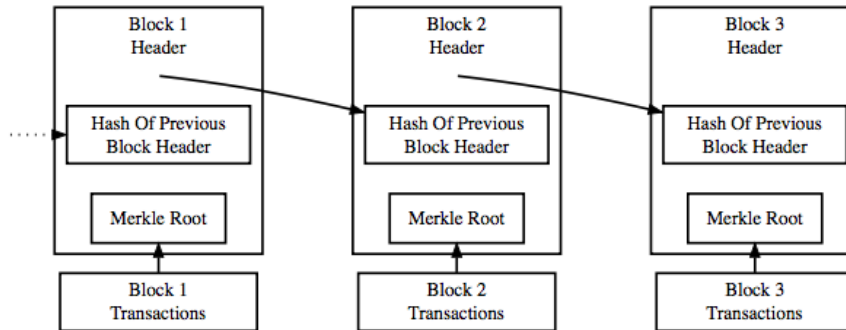 Block 1
Header
Hash Of Previous
Block Header
Merkle Root
Block 1
Transactions
Block 2
Header
Hash Of Previous
Block Header
Merkle Root
Block 2
Transactions
Block 3
Header
Hash Of Previous
Block Header
Merkle Root
Block 3
Transactions